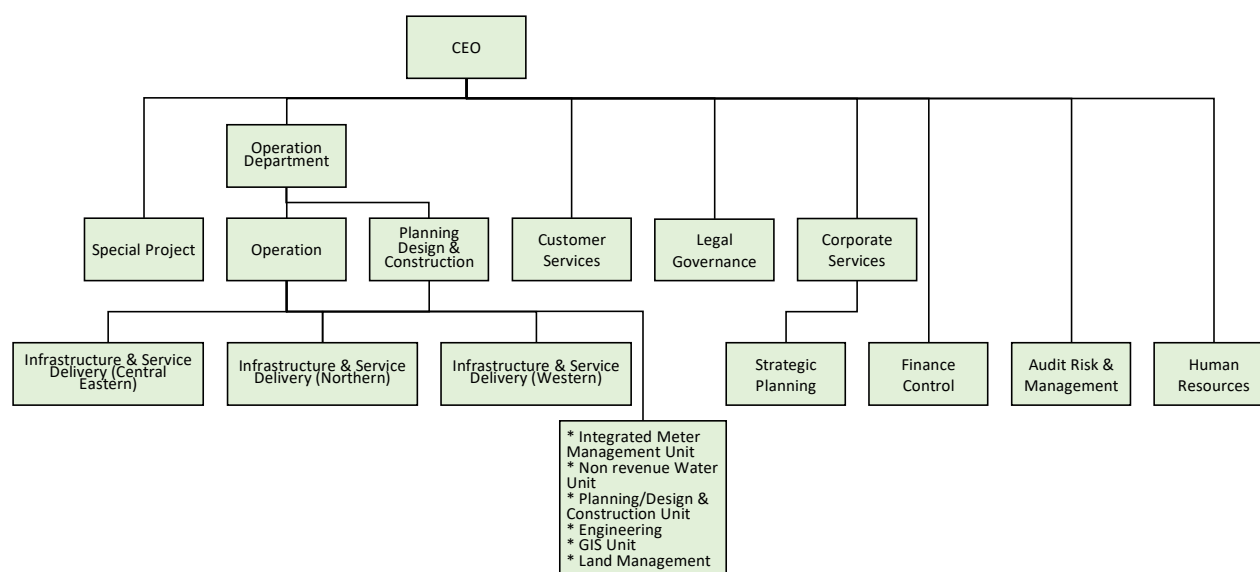 CEO
Operation
Department
Special Project
Operation
Planning
Design &
Construction
Customer
Services
Legal
Governance
Corporate
Services
Infrastructure & Service
Delivery (Central
Eastern)
Infrastructure & Service
Delivery (Northern)
Infrastructure & Service
Delivery (Western)
Strategic
Planning
Finance
Control
Audit Risk &
Management
Human
Resources
* Integrated Meter
Management Unit
* Non revenue Water
Unit
* Planning/Design &
Construction Unit
* Engineering
* GIS Unit
* Land Management